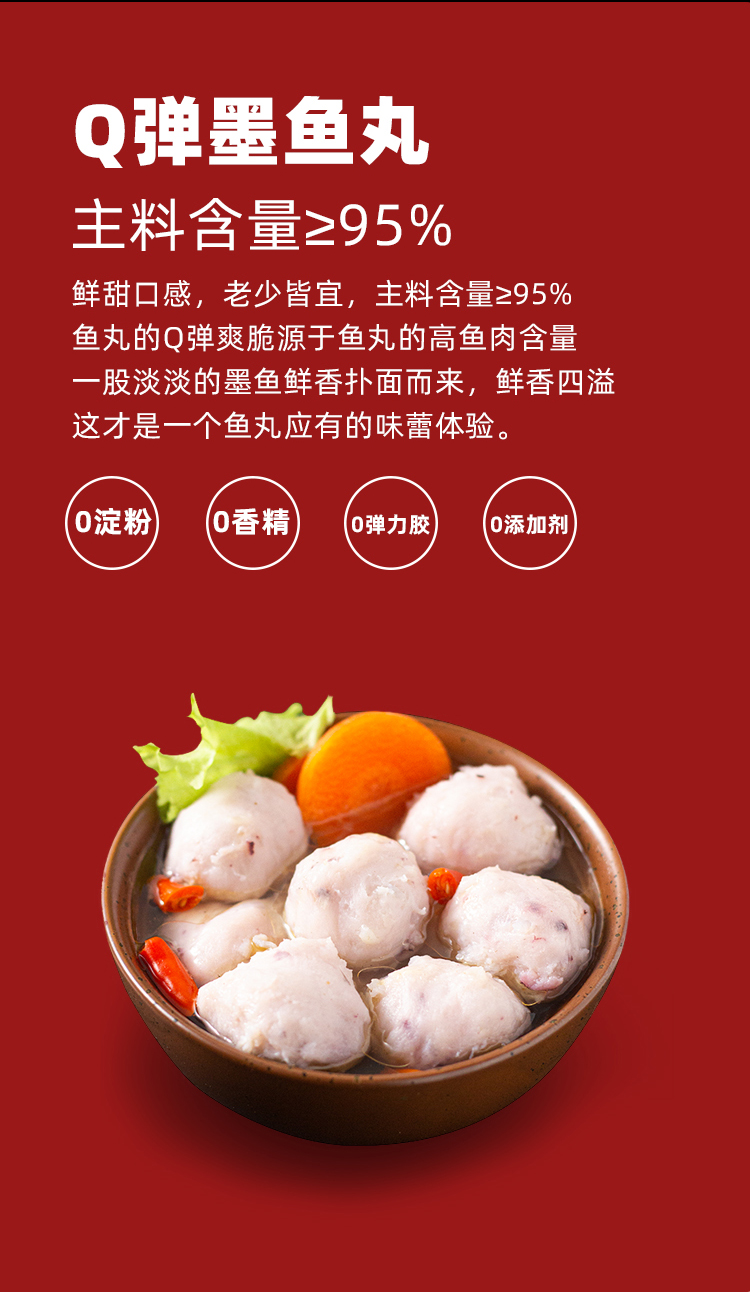 Q弹墨鱼丸
主料含量≥95%
鲜甜口感，老少皆宜，主料含量≥95%
鱼丸的Q弹爽脆源于鱼丸的高鱼肉含量
一股淡淡的墨鱼鲜香扑面而来，鲜香四溢
这才是一个鱼丸应有的味蕾体验。
0淀粉
0香精
0弹力胶
0添加剂